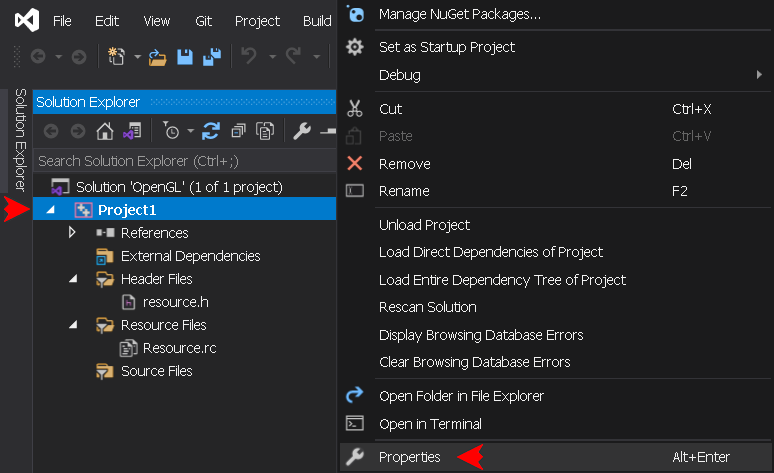 File Edit View Git Project Build
Solution Explorer
Solution Explorer
Search Solution Explorer (Ctrl+;)
Solution 'OpenGL' (1 of 1 project)
Project1
References
External Dependencies
Header Files
resource.h
Resource Files
Resource.rc
Source Files
Manage NuGet Packages...
Set as Startup Project
Debug
Cut Ctrl+X
Paste Ctrl+V
Remove Del
Rename F2
Unload Project
Load Direct Dependencies of Project
Load Entire Dependency Tree of Project
Rescan Solution
Display Browsing Database Errors
Clear Browsing Database Errors
Open Folder in File Explorer
Open in Terminal
Properties Alt+Enter